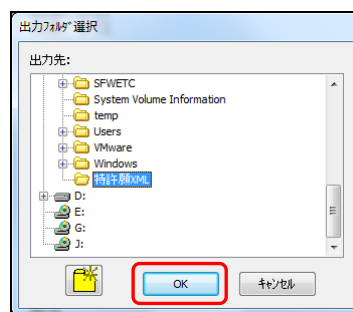 出力ﾌｫﾙﾀﾞ選択
出力先:
SFWETC
System Volume Information
temp
Users
VMware
Windows
特許願XML
D:
E:
G:
J:
OK
ｷｬﾝｾﾙ